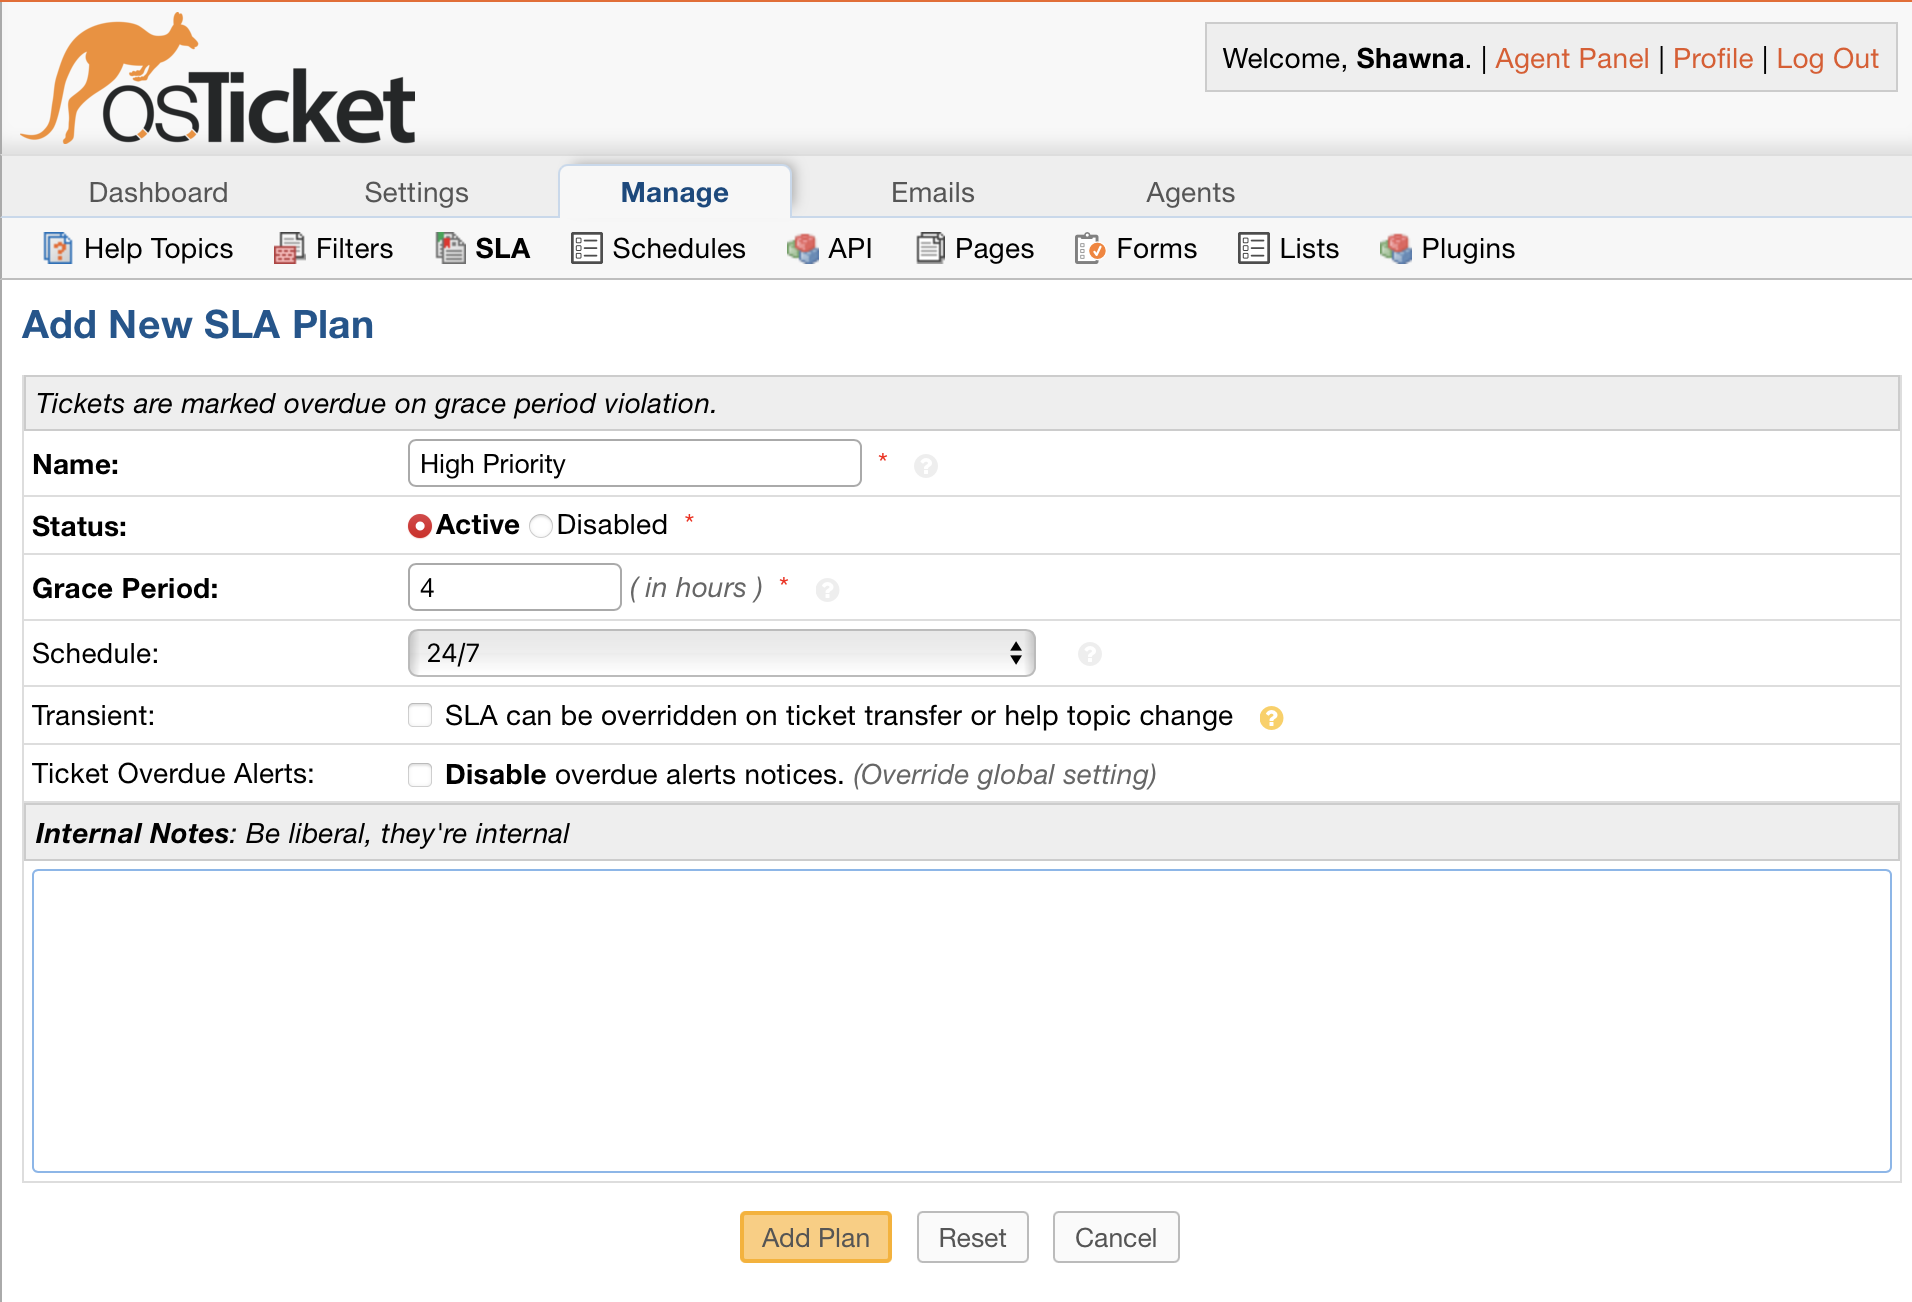 osTicket
Welcome, Shawna. | Agent Panel | Profile | Log Out
Dashboard Settings Manage Emails Agents
Help Topics Filters SLA Schedules API Pages Forms Lists Plugins
Add New SLA Plan
Tickets are marked overdue on grace period violation.
Name: High Priority * ?
Status: Active Disabled *
Grace Period: 4 ( in hours ) * ?
Schedule: 24/7 ?
Transient: SLA can be overridden on ticket transfer or help topic change ?
Ticket Overdue Alerts: Disable overdue alerts notices. (Override global setting)
Internal Notes: Be liberal, they're internal
Add Plan Reset Cancel